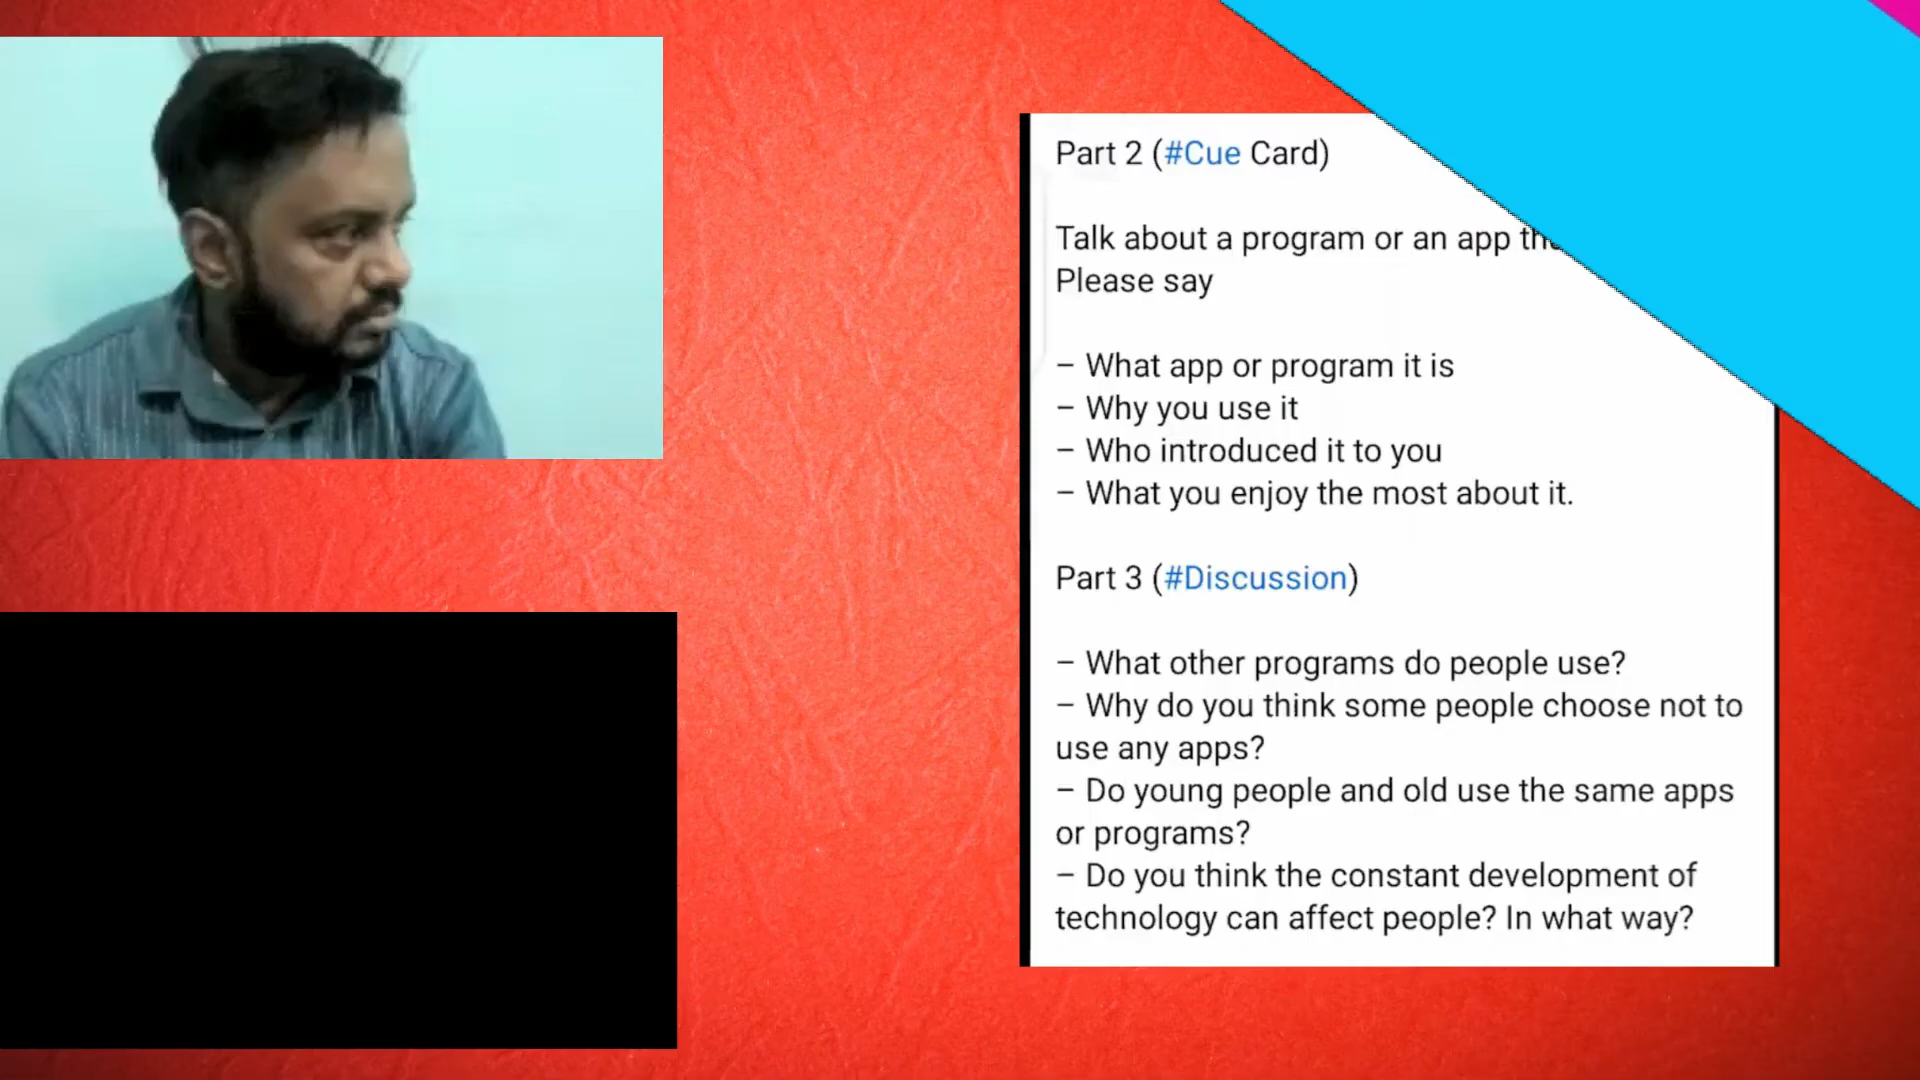 Part 2 (#Cue Card)
Talk about a program or an app
Please say
– What app or program it is
– Why you use it
– Who introduced it to you
– What you enjoy the most about it.
Part 3 (#Discussion)
– What other programs do people use?
– Why do you think some people choose not to
use any apps?
– Do young people and old use the same apps
or programs?
– Do you think the constant development of
technology can affect people? In what way?